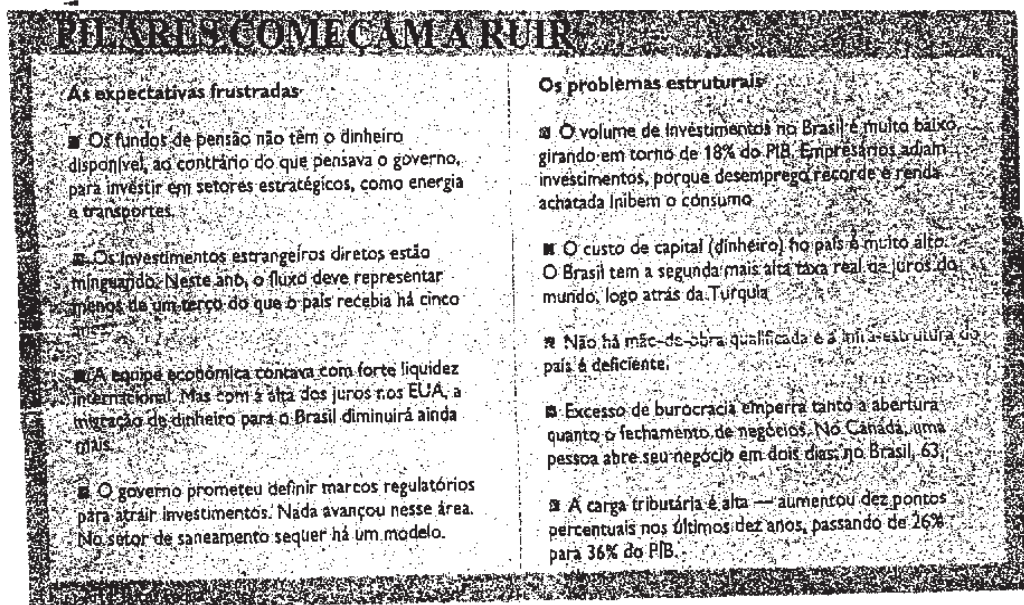 PILARES COMEÇAM A RUIR
As expectativas frustradas
■ Os fundos de pensão não têm o dinheiro
disponível, ao contrário do que pensava o governo,
para investir em setores estratégicos, como energia
e transportes.
■ Os investimentos estrangeiros diretos estão
minguando. Neste ano, o fluxo deve representar
menos de um terço do que o país recebia há cinco
anos.
■ A equipe econômica contava com forte liquidez
internacional. Mas com a alta dos juros nos EUA, a
migração de dinheiro para o Brasil diminuirá ainda
mais.
■ O governo prometeu definir marcos regulatórios
para atrair investimentos. Nada avançou nesse área.
No setor de saneamento sequer há um modelo.
Os problemas estruturais
■ O volume de investimentos no Brasil é muito baixo,
girando em torno de 18% do PIB. Empresários adiam
investimentos, porque desemprego recorde e renda
achatada inibem o consumo
■ O custo de capital (dinheiro) no país é muito alto.
O Brasil tem a segunda mais alta taxa real de juros do
mundo, logo atrás da Turquia
■ Não há mão-de-obra qualificada e a infra-estrutura do
país é deficiente.
■ Excesso de burocracia emperra tanto a abertura
quanto o fechamento de negócios. No Canadá, uma
pessoa abre seu negócio em dois dias; no Brasil, 63.
■ A carga tributária é alta — aumentou dez pontos
percentuais nos últimos dez anos, passando de 26%
para 36% do PIB.